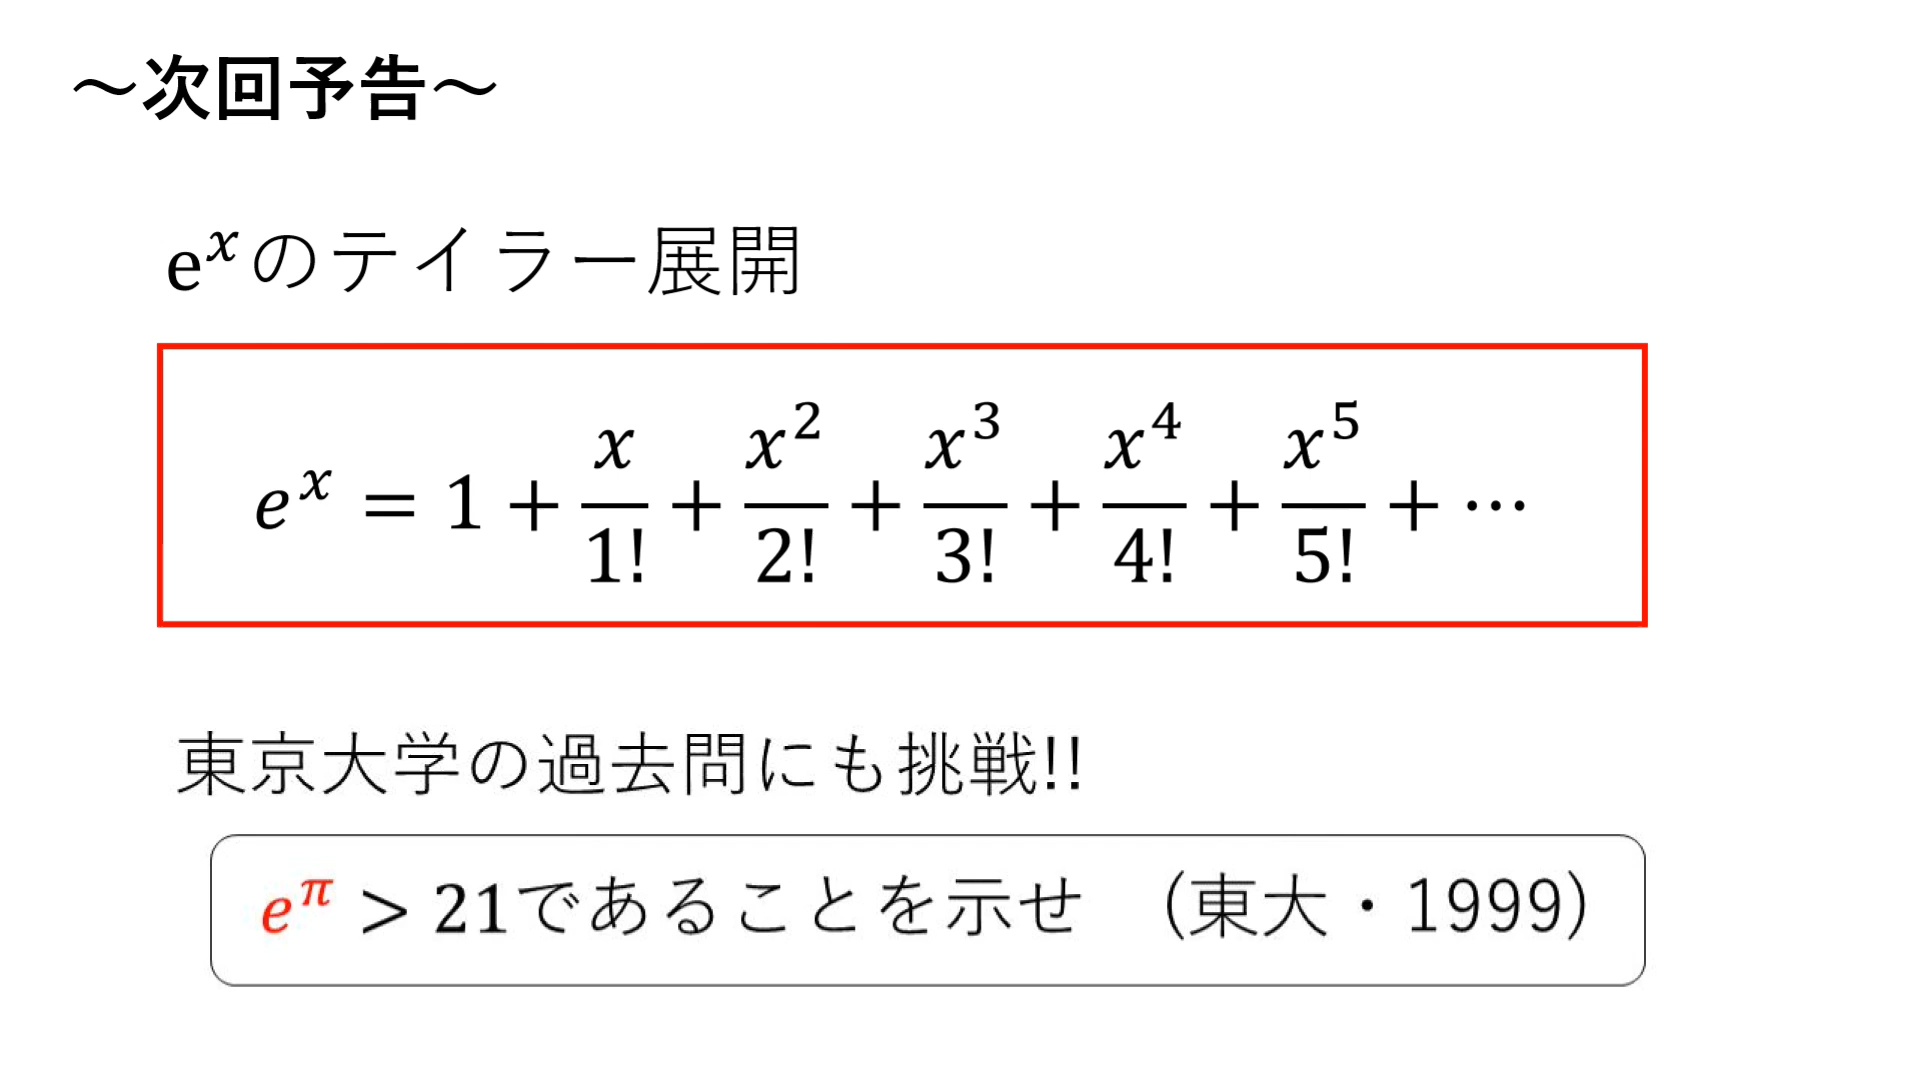 ～次回予告～
eˣのテイラー展開
eˣ = 1 + x/1! + x²/2! + x³/3! + x⁴/4! + x⁵/5! + ⋯
東京大学の過去問にも挑戦!!
e^π > 21であることを示せ　（東大・1999）